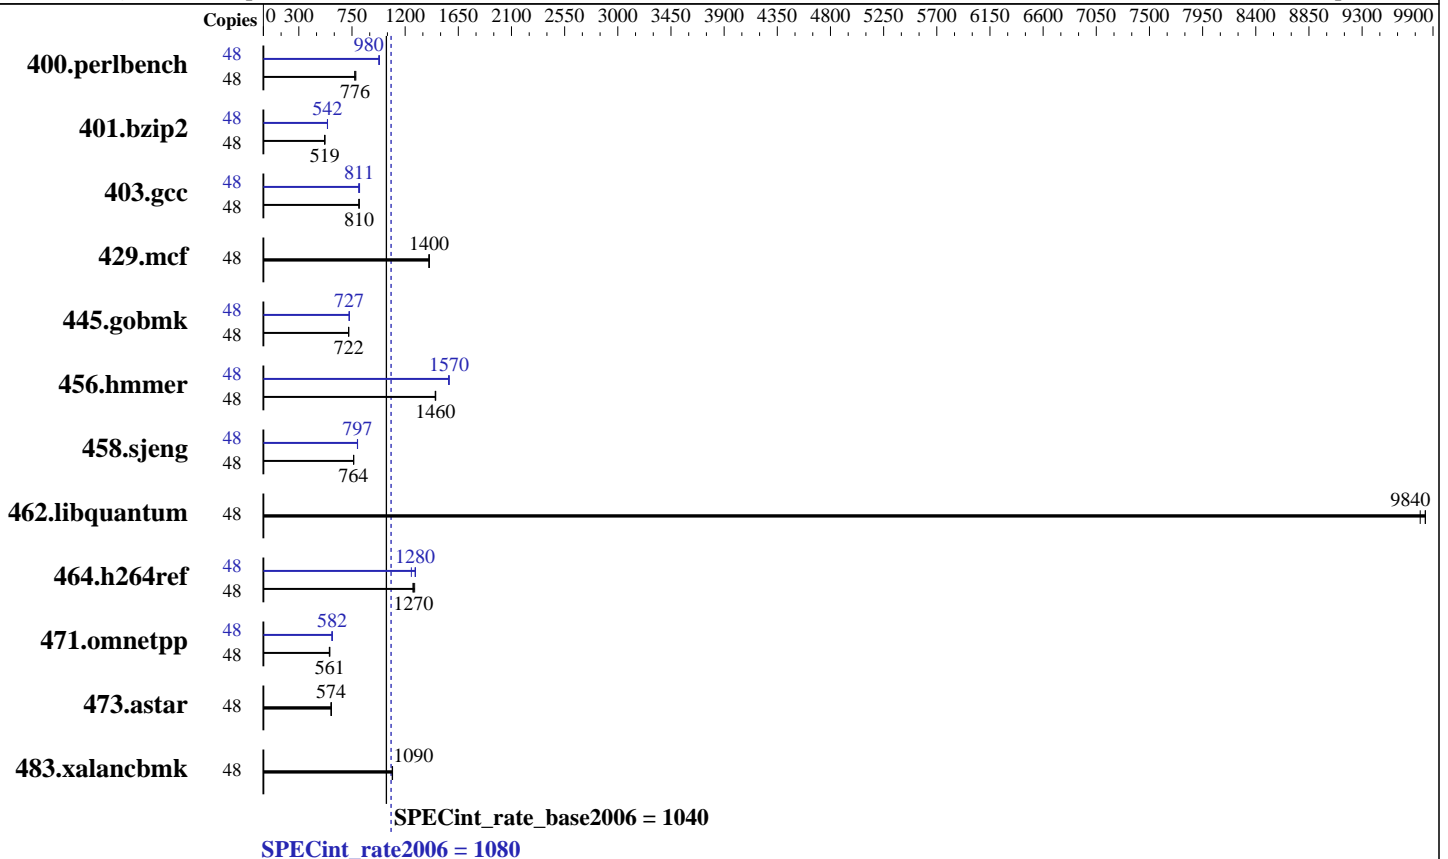 Copies 0 300 750 1200 1650 2100 2550 3000 3450 3900 4350 4800 5250 5700 6150 6600 7050 7500 7950 8400 8850 9300 9900
400.perlbench 48 980
48 776
401.bzip2 48 542
48 519
403.gcc 48 811
48 810
429.mcf 48 1400
445.gobmk 48 727
48 722
456.hmmer 48 1570
48 1460
458.sjeng 48 797
48 764
462.libquantum 48 9840
464.h264ref 48 1280
48 1270
471.omnetpp 48 582
48 561
473.astar 48 574
483.xalancbmk 48 1090
SPECint_rate_base2006 = 1040
SPECint_rate2006 = 1080